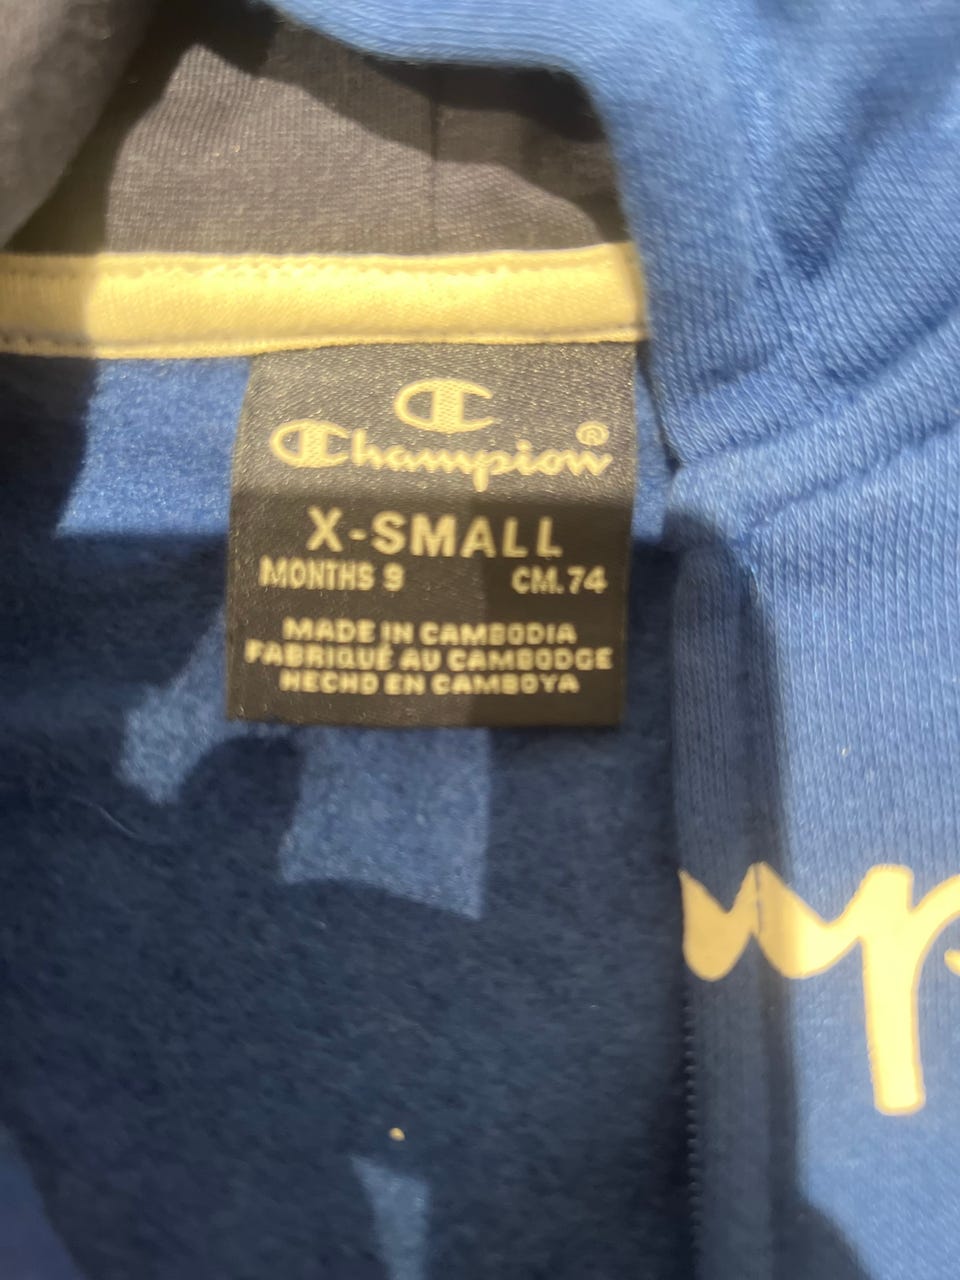 Champion®
X-SMALL
MONTHS 9 CM.74
MADE IN CAMBODIA
FABRIQUÉ AU CAMBODGE
HECHO EN CAMBOYA